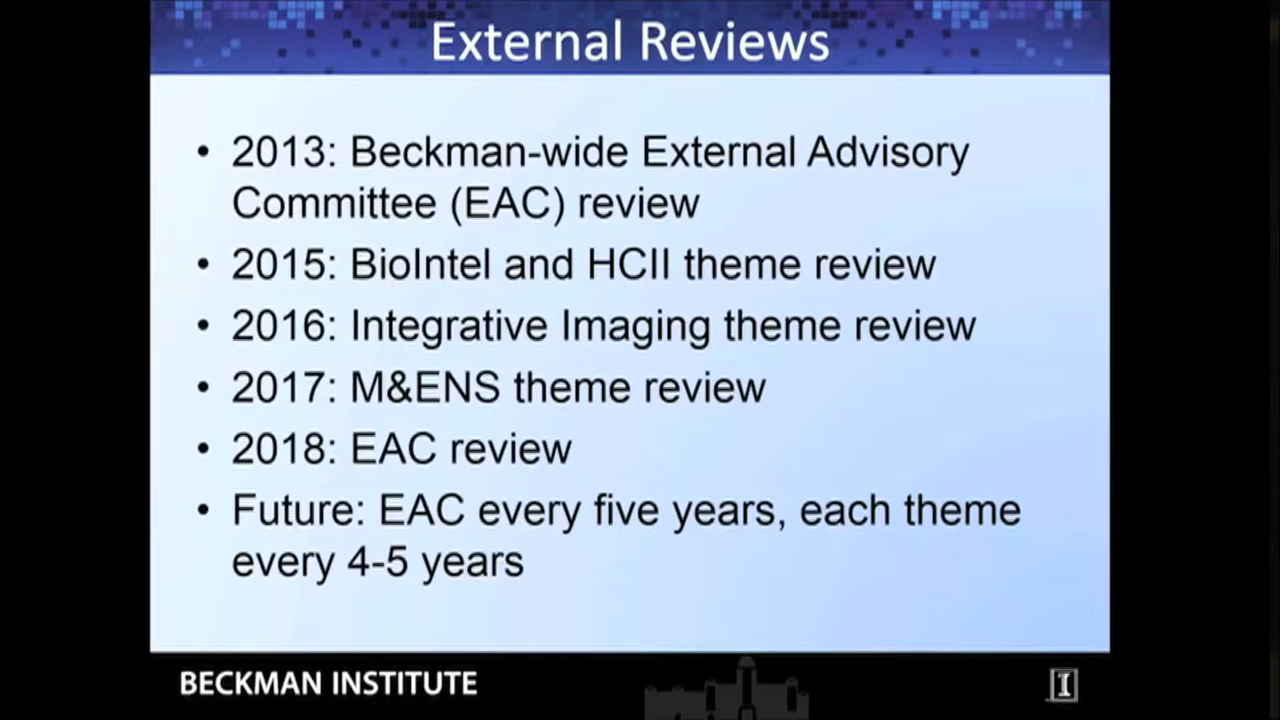 External Reviews
• 2013: Beckman-wide External Advisory
Committee (EAC) review
• 2015: BioIntel and HCII theme review
• 2016: Integrative Imaging theme review
• 2017: M&ENS theme review
• 2018: EAC review
• Future: EAC every five years, each theme
every 4-5 years
BECKMAN INSTITUTE
I